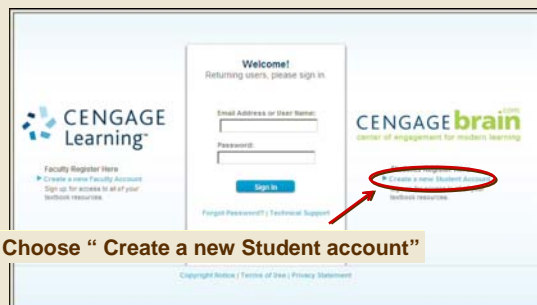 Welcome!
Returning users, please sign in.
CENGAGE
Learning™
Email Address or User Name:
Password:
Sign In
Forgot Password? | Technical Support
Faculty Register Here
Create a new Faculty Account
Sign up for access to all of your
textbook resources.
CENGAGEbrain
.com
center of engagement for modern learning
Register Here
Create a new Student Account
textbook resources.
Choose “ Create a new Student account”
Copyright Notice | Terms of Use | Privacy Statement